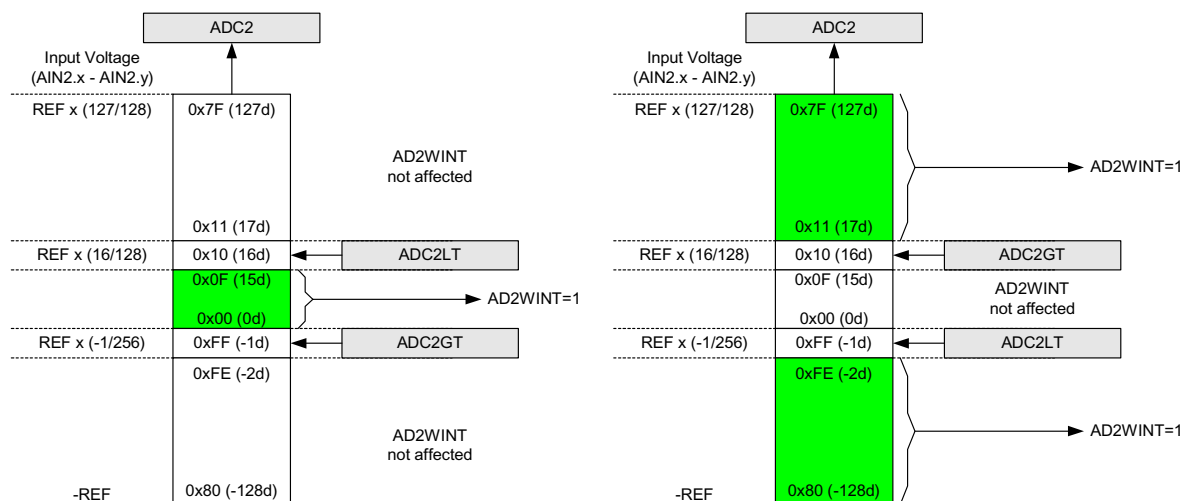 ADC2
Input Voltage
(AIN2.x - AIN2.y)
REF x (127/128)
0x7F (127d)
AD2WINT
not affected
0x11 (17d)
REF x (16/128)
0x10 (16d)
ADC2LT
0x0F (15d)
AD2WINT=1
0x00 (0d)
REF x (-1/256)
0xFF (-1d)
ADC2GT
0xFE (-2d)
AD2WINT
not affected
-REF
0x80 (-128d)
ADC2
Input Voltage
(AIN2.x - AIN2.y)
REF x (127/128)
0x7F (127d)
AD2WINT=1
0x11 (17d)
REF x (16/128)
0x10 (16d)
ADC2GT
0x0F (15d)
AD2WINT
not affected
0x00 (0d)
REF x (-1/256)
0xFF (-1d)
ADC2LT
0xFE (-2d)
AD2WINT=1
-REF
0x80 (-128d)